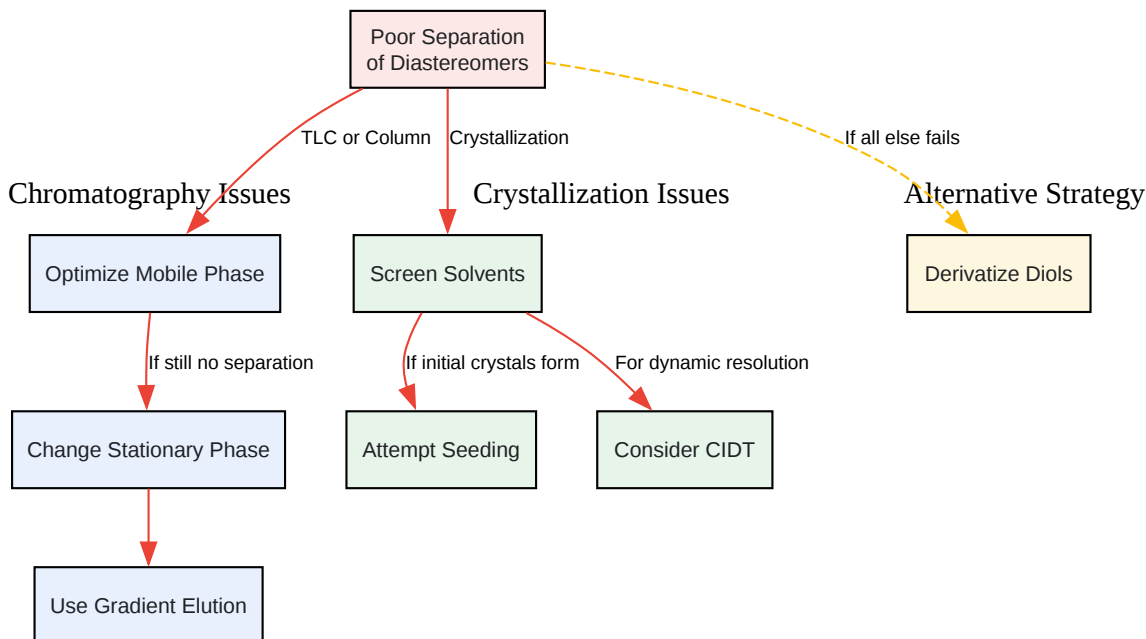 Poor Separation
of Diastereomers
TLC or Column
Crystallization
If all else fails
Chromatography Issues
Crystallization Issues
Alternative Strategy
Optimize Mobile Phase
Screen Solvents
Derivatize Diols
If still no separation
If initial crystals form
For dynamic resolution
Change Stationary Phase
Attempt Seeding
Consider CIDT
Use Gradient Elution